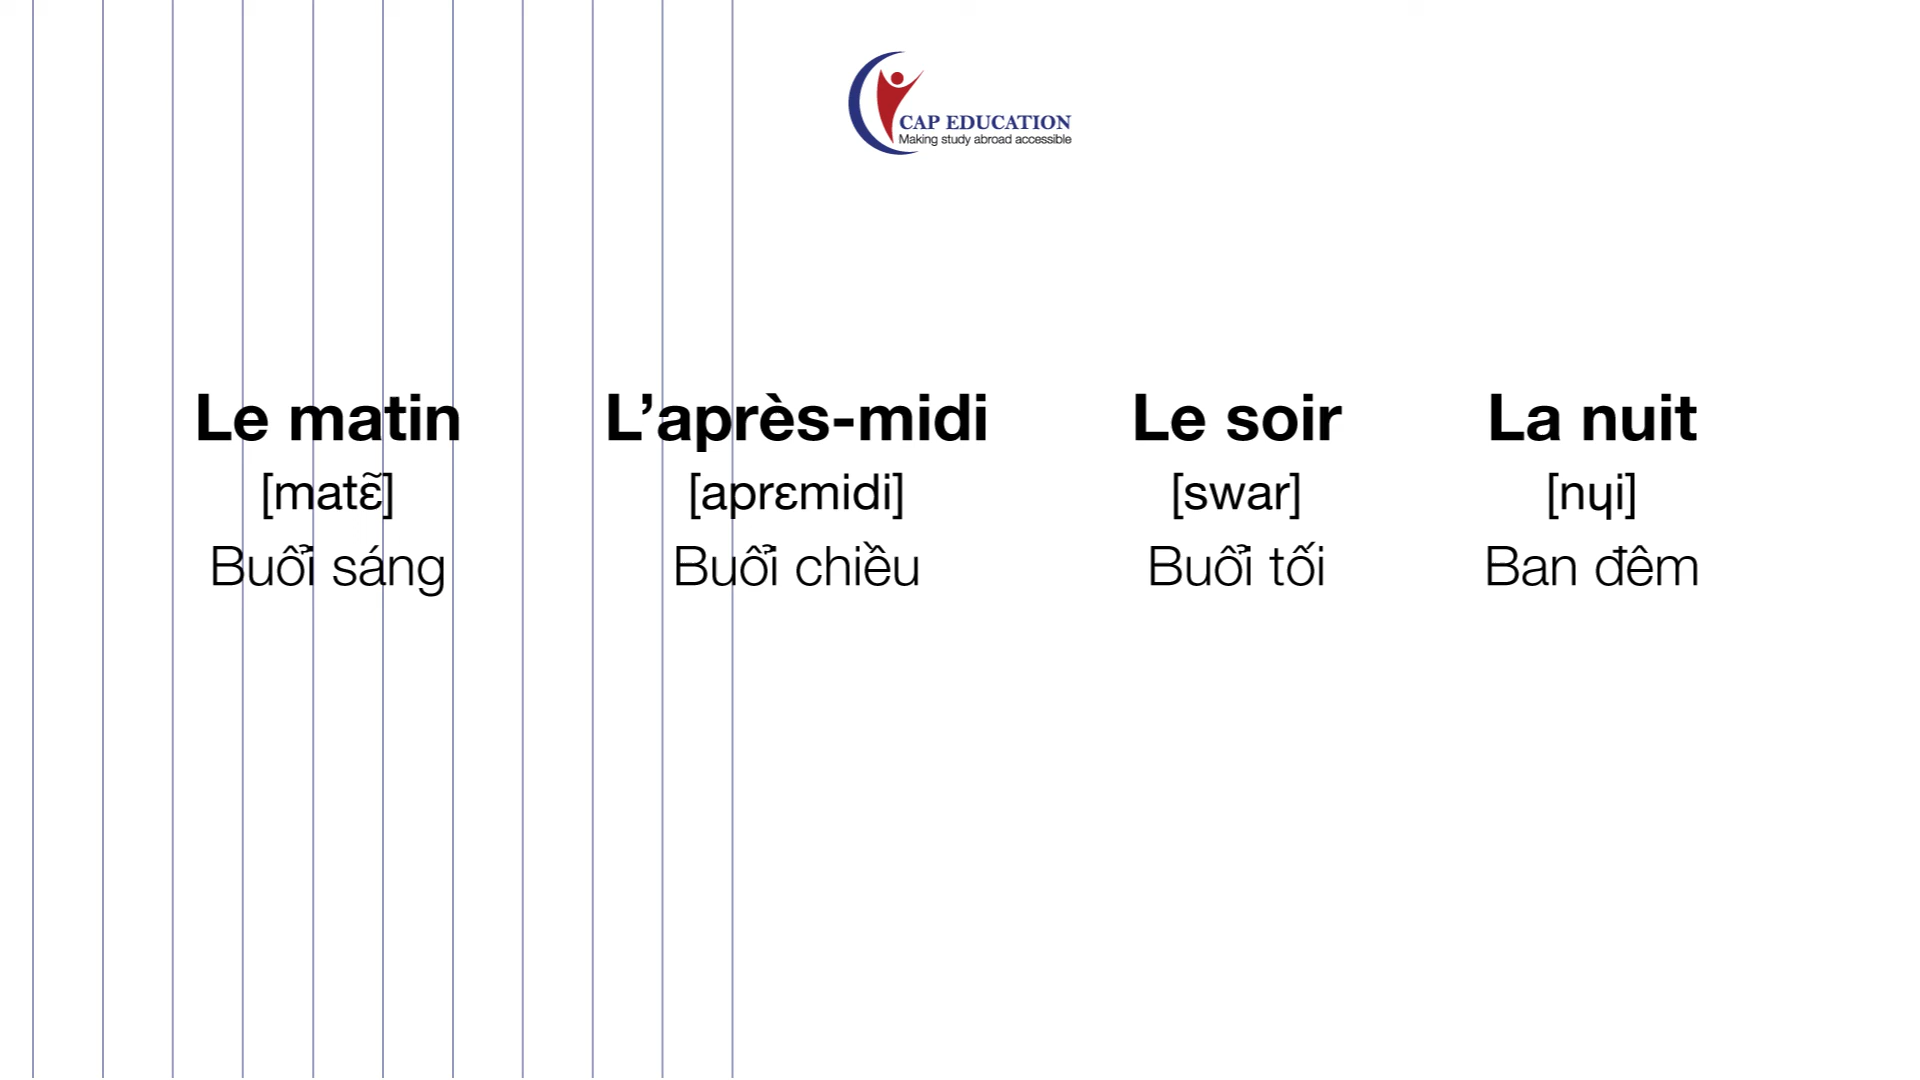 CAP EDUCATION
Making study abroad accessible
Le matin
[matɛ̃]
Buổi sáng
L’après-midi
[aprɛmidi]
Buổi chiều
Le soir
[swar]
Buổi tối
La nuit
[nɥi]
Ban đêm